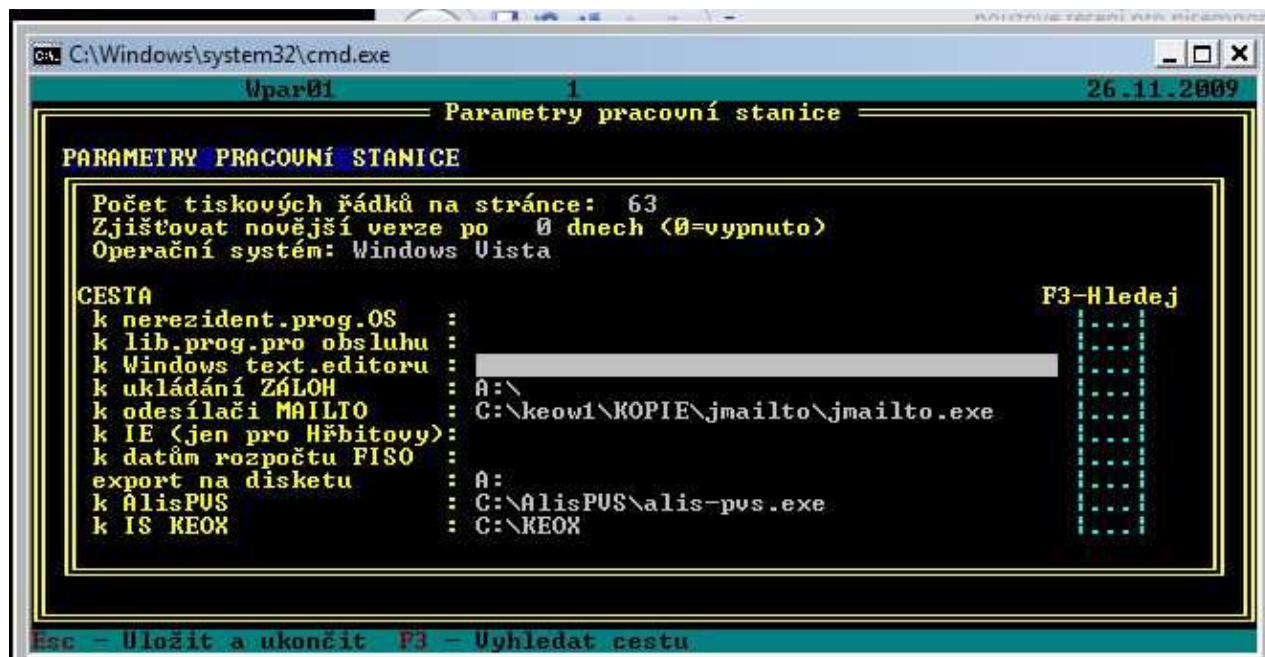 C:\Windows\system32\cmd.exe
Wpar01 1 26.11.2009
Parametry pracovní stanice
PARAMETRY PRACOVNÍ STANICE
Počet tiskových řádků na stránce: 63
Zjišťovat novější verze po 0 dnech (0=vypnuto)
Operační systém: Windows Vista
CESTA F3-Hledej
k nerezident.prog.OS : |...|
k lib.prog.pro obsluhu : |...|
k Windows text.editoru : |...|
k ukládání ZÁLOH : A:\ |...|
k odesílači MAILTO : C:\keow1\KOPIE\jmailto\jmailto.exe |...|
k IE (jen pro Hřbitovy): |...|
k datům rozpočtu FISO : |...|
export na disketu : A: |...|
k AlisPVS : C:\AlisPVS\alis-pvs.exe |...|
k IS KEOX : C:\KEOX |...|
Esc - Uložit a ukončit F3 - Vyhledat cestu